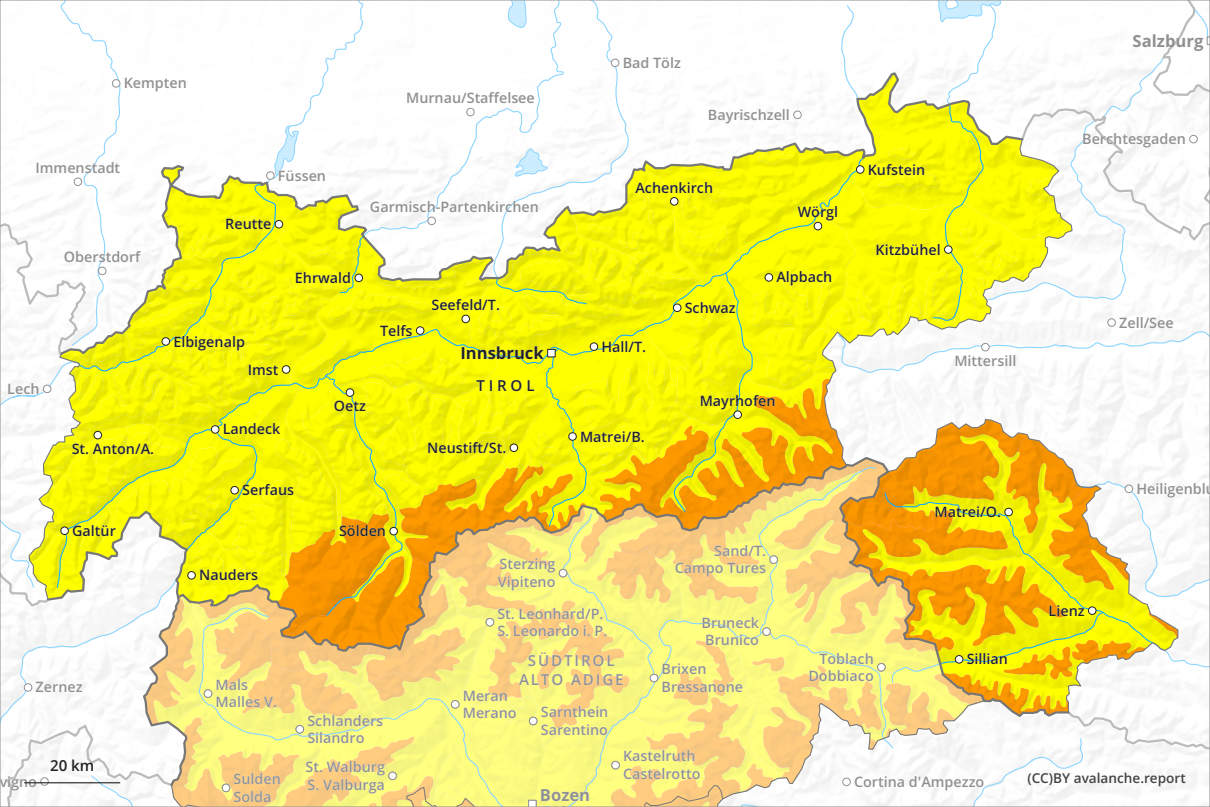 Salzburg
Bad Tölz
Kempten
Murnau/Staffelsee
Bayrischzell
Berchtesgaden
Immenstadt
Füssen
Kufstein
Achenkirch
Garmisch-Partenkirchen
Wörgl
Reutte
Kitzbühel
Oberstdorf
Ehrwald
Alpbach
Seefeld/T.
Schwaz
Zell/See
Telfs
Elbigenalp
Hall/T.
Innsbruck
Mittersill
Imst
TIROL
Lech
Oetz
Mayrhofen
Landeck
Matrei/B.
St. Anton/A.
Neustift/St.
Serfaus
Heiligenblu
Matrei/O.
Galtür
Sölden
Sand/T.
Campo Tures
Sterzing
Vipiteno
Nauders
Lienz
St. Leonhard/P.
S. Leonardo i. P.
Bruneck
Brunico
Sillian
SÜDTIROL
ALTO ADIGE
Toblach
Dobbiaco
Brixen
Bressanone
Zernez
Mals
Malles V.
Meran
Merano
Sarnthein
Sarentino
Schlanders
Silandro
Kastelruth
Castelrotto
St. Walburg
S. Valburga
20 km
vigno
Sulden
Solda
Cortina d'Ampezzo
(CC)BY avalanche.report
Bozen